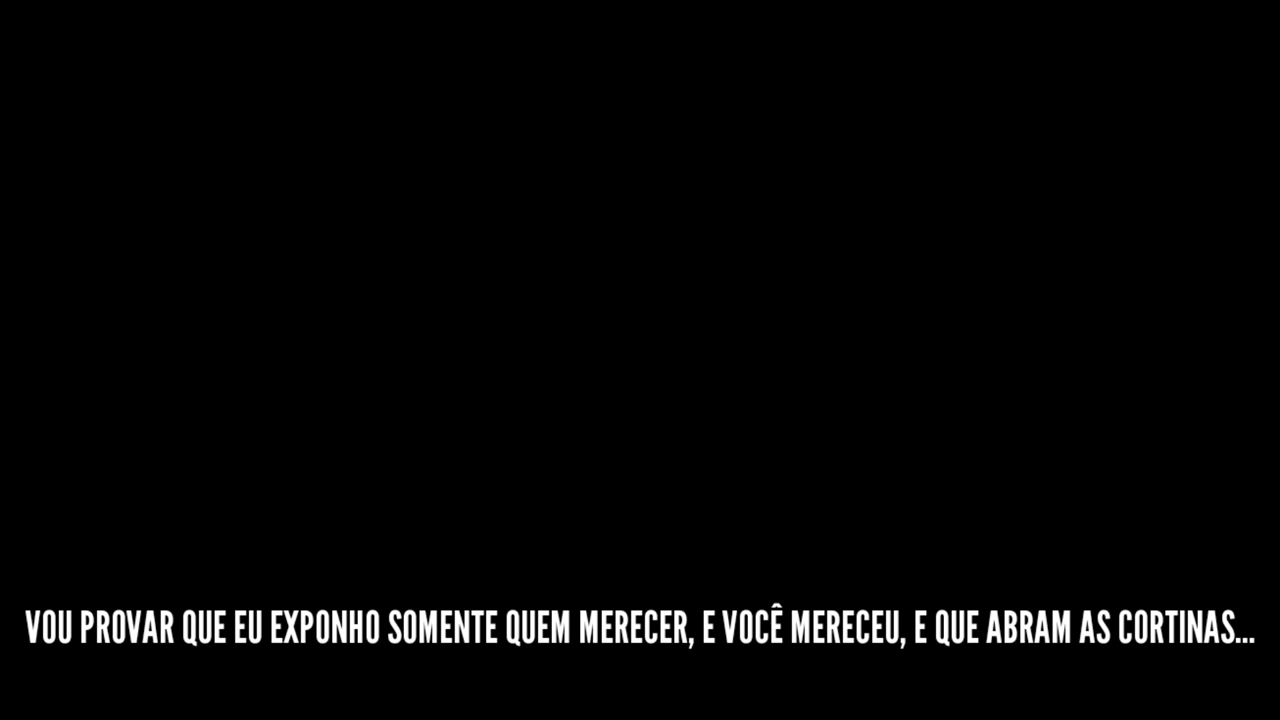 VOU PROVAR QUE EU EXPONHO SOMENTE QUEM MERECER, E VOCÊ MERECEU, E QUE ABRAM AS CORTINAS...